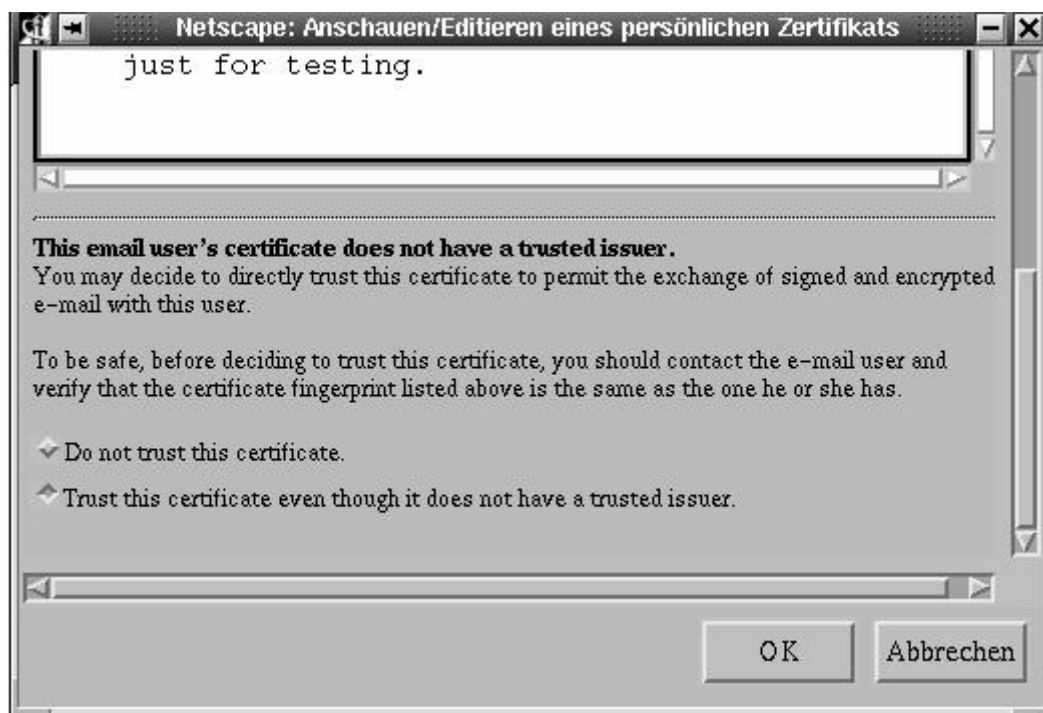 Netscape: Anschauen/Editieren eines persönlichen Zertifikats
just for testing.
This email user's certificate does not have a trusted issuer.
You may decide to directly trust this certificate to permit the exchange of signed and encrypted
e-mail with this user.
To be safe, before deciding to trust this certificate, you should contact the e-mail user and
verify that the certificate fingerprint listed above is the same as the one he or she has.
Do not trust this certificate.
Trust this certificate even though it does not have a trusted issuer.
OK Abbrechen